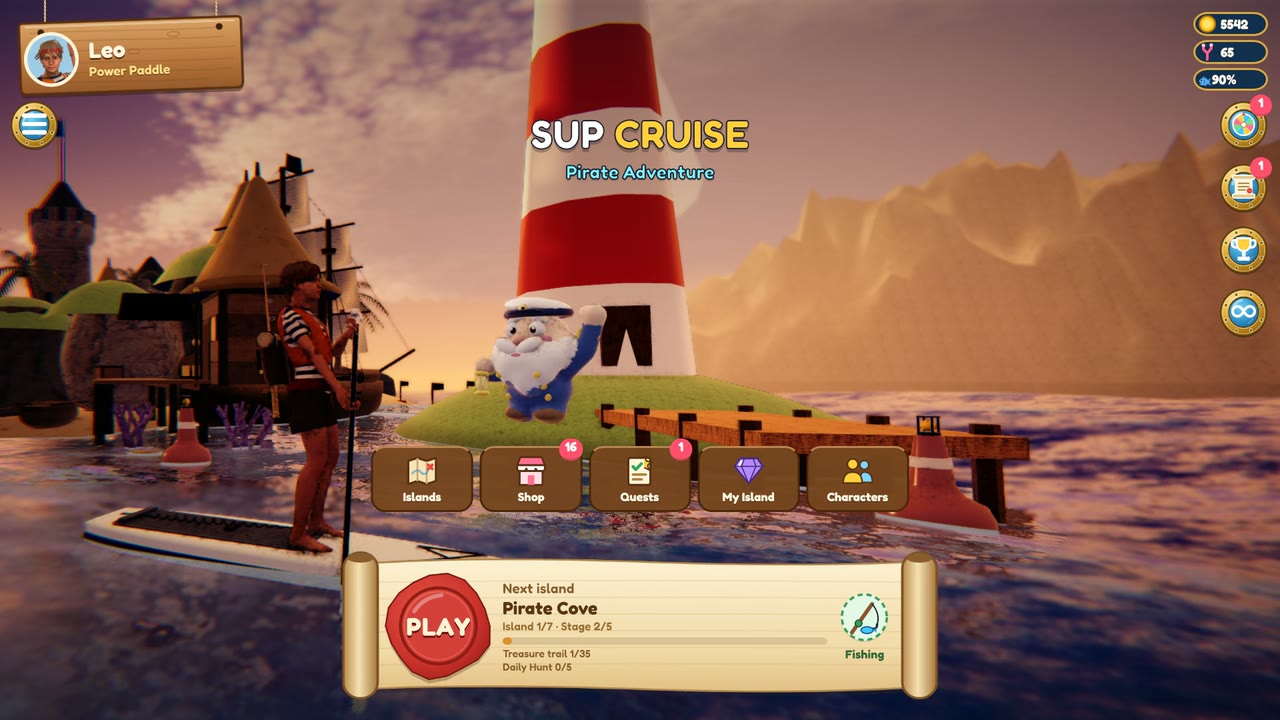 Leo
Power Paddle
5542
65
90%
1
1
SUP CRUISE
Pirate Adventure
16
1
Islands
Shop
Quests
My Island
Characters
PLAY
Next island
Pirate Cove
Island 1/7 · Stage 2/5
Treasure trail 1/35
Daily Hunt 0/5
Fishing